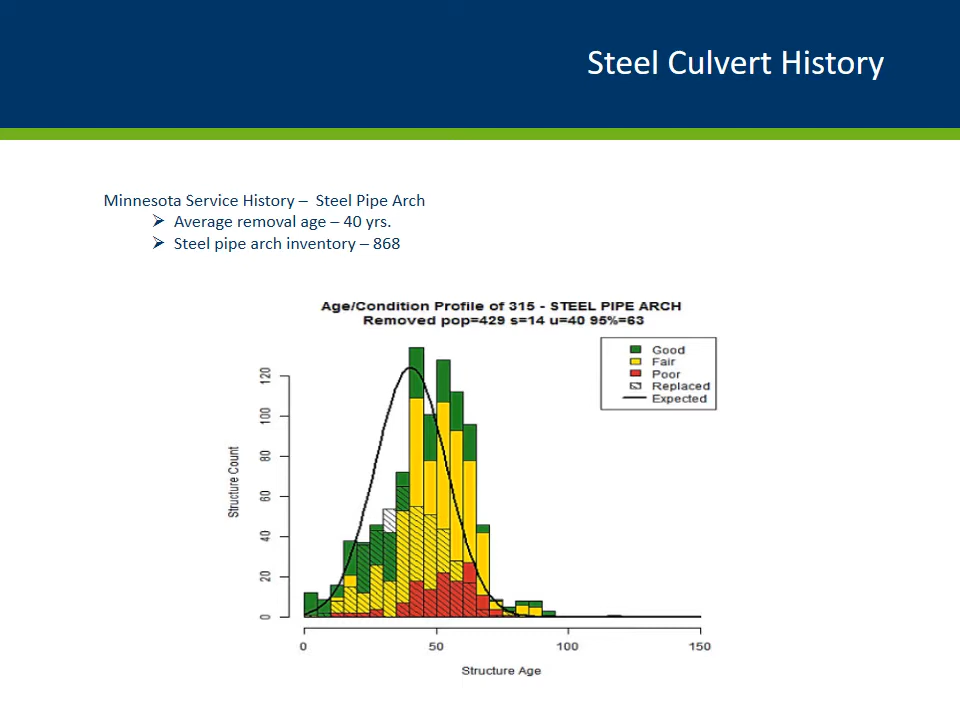 Steel Culvert History
Minnesota Service History – Steel Pipe Arch
➢ Average removal age – 40 yrs.
➢ Steel pipe arch inventory – 868
Age/Condition Profile of 315 - STEEL PIPE ARCH
Removed pop=429 s=14 u=40 95%=63
Good
Fair
Poor
Replaced
Expected
Structure Count
120
100
80
60
40
20
0
0 50 100 150
Structure Age